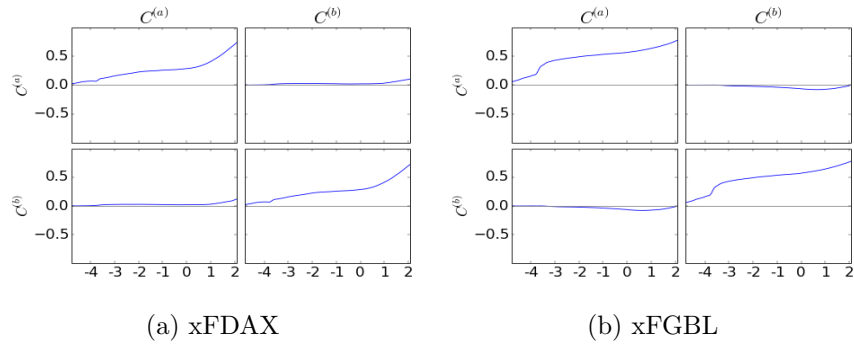 C^(a) C^(b) C^(a) C^(b)
C^(a) 0.5 0.0 −0.5 C^(a) 0.5 0.0 −0.5
C^(b) 0.5 0.0 −0.5 C^(b) 0.5 0.0 −0.5
-4 -3 -2 -1 0 1 2 -4 -3 -2 -1 0 1 2 -4 -3 -2 -1 0 1 2 -4 -3 -2 -1 0 1 2
(a) xFDAX (b) xFGBL